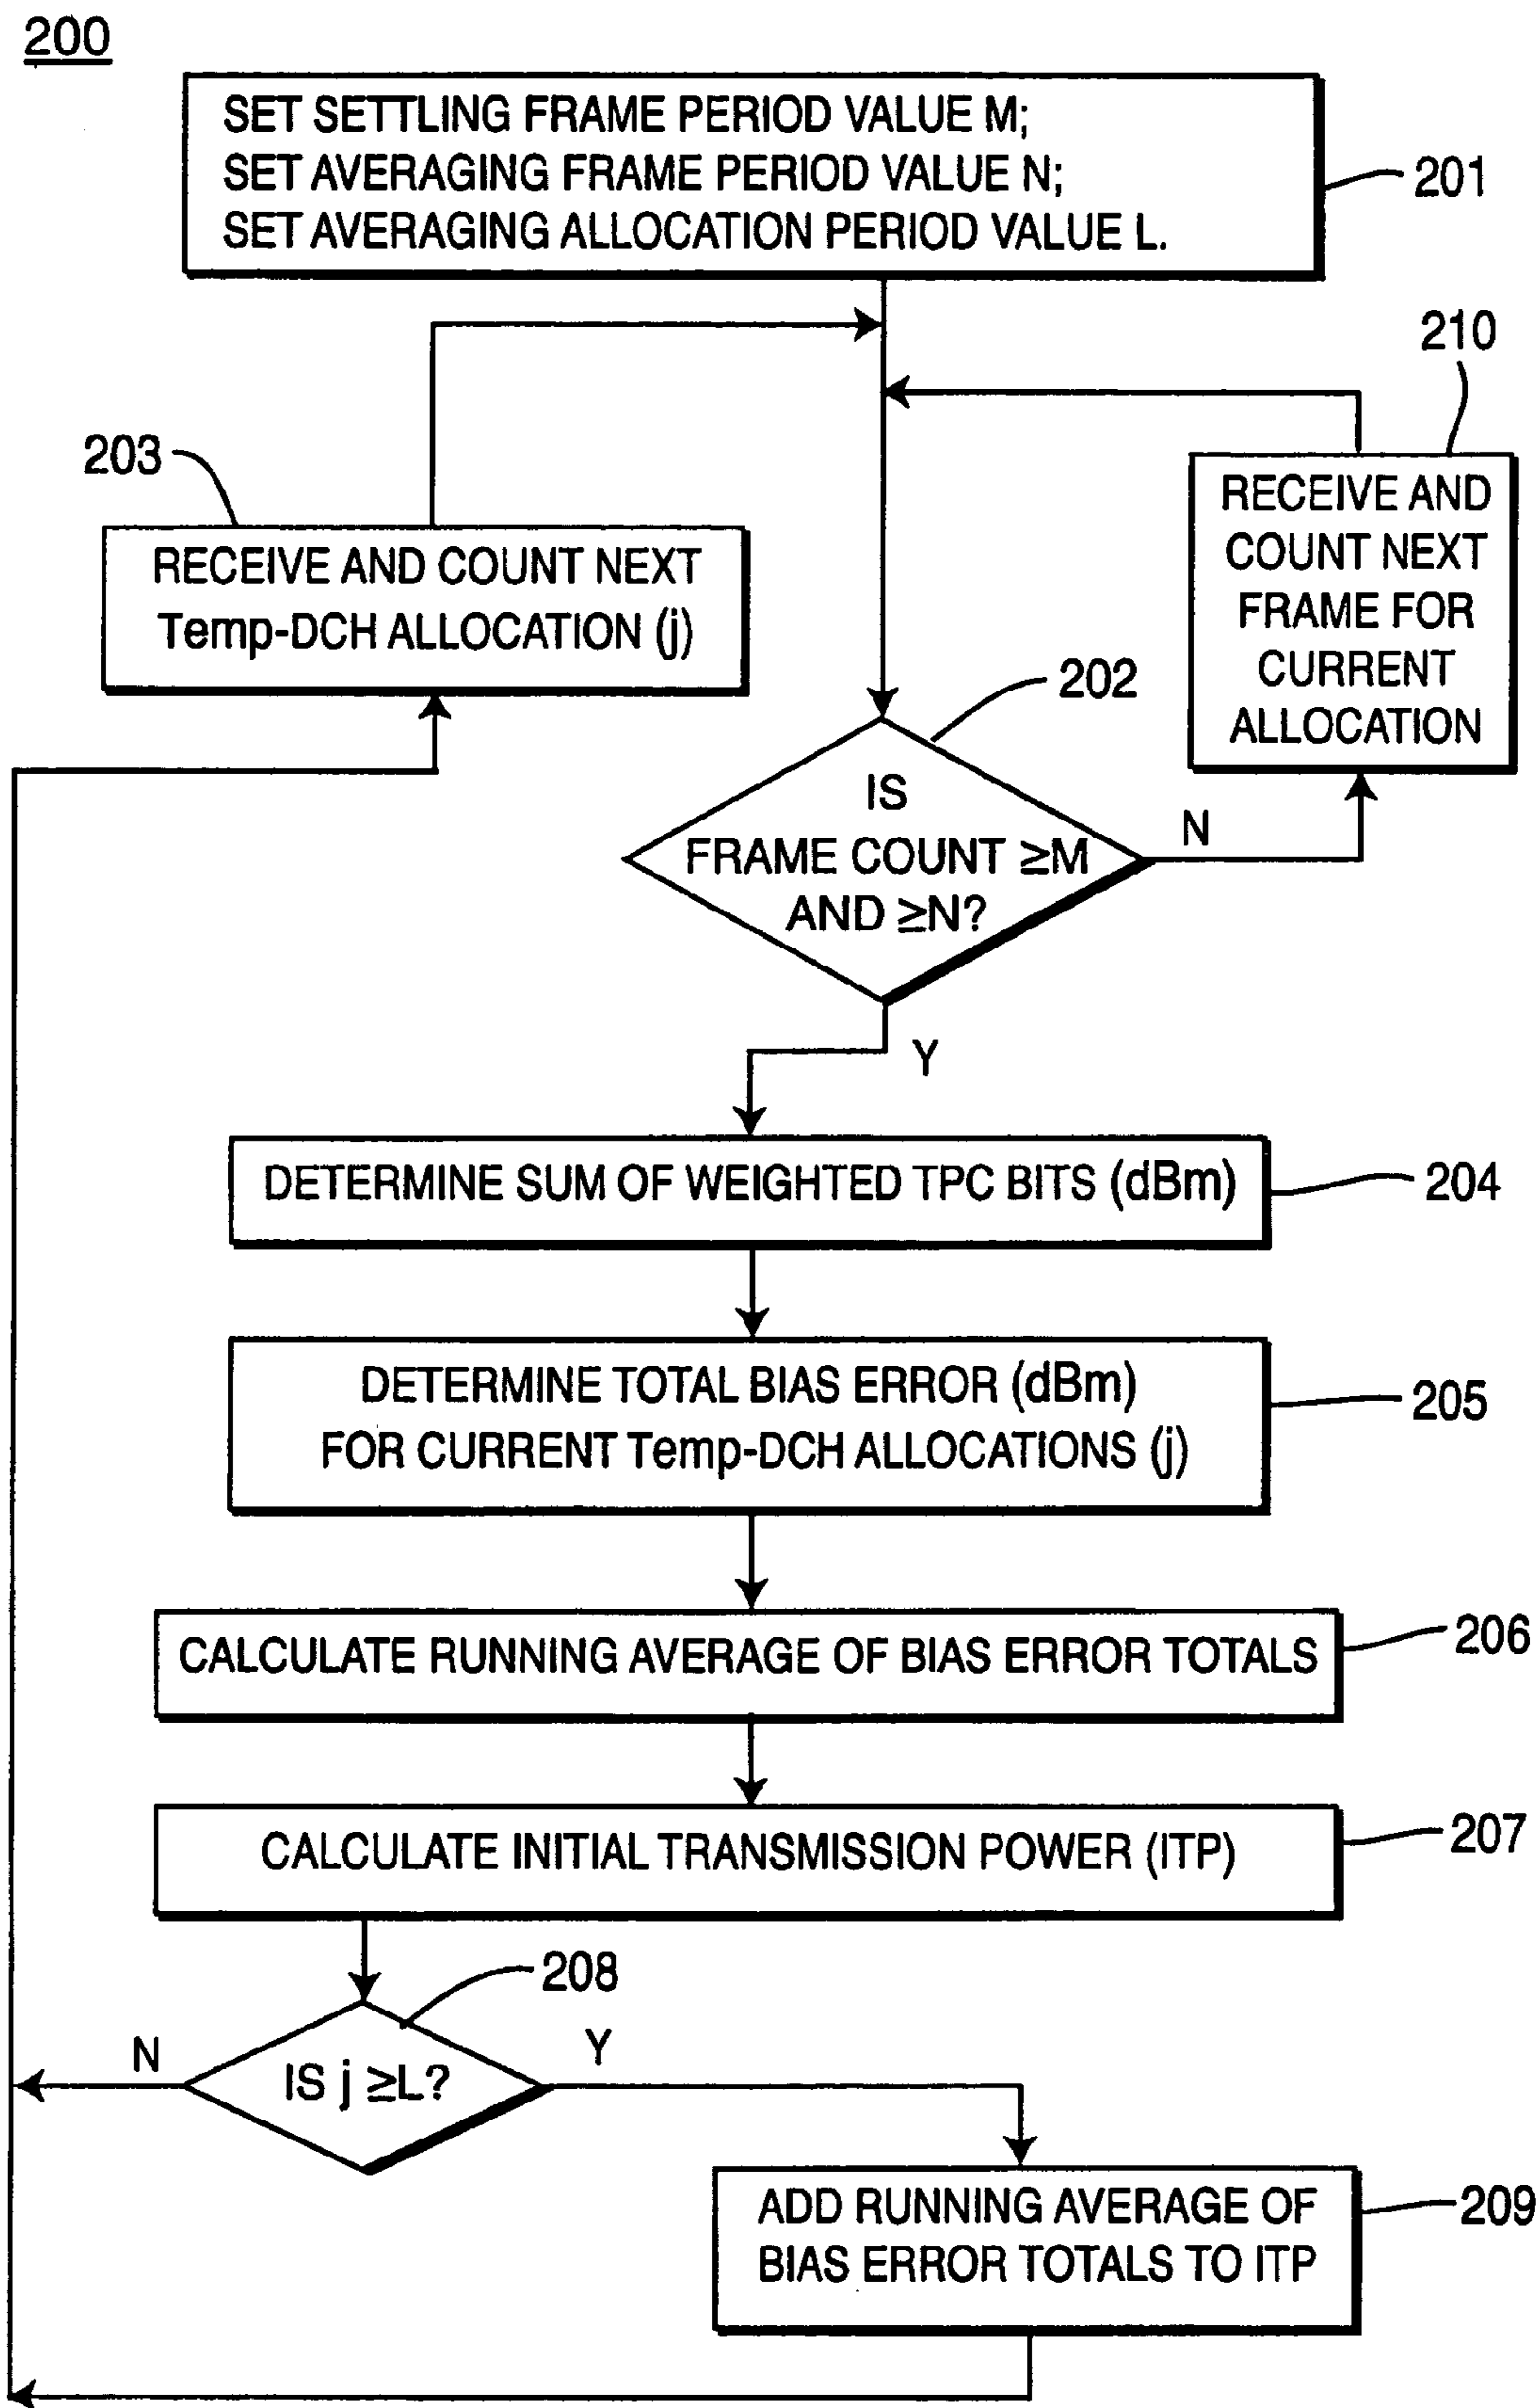 200
SET SETTLING FRAME PERIOD VALUE M;
SET AVERAGING FRAME PERIOD VALUE N;
SET AVERAGING ALLOCATION PERIOD VALUE L.
201
210
203
RECEIVE AND COUNT NEXT
Temp-DCH ALLOCATION (j)
RECEIVE AND
COUNT NEXT
FRAME FOR
CURRENT
ALLOCATION
202
IS
FRAME COUNT ≥M
AND ≥N?
N
Y
DETERMINE SUM OF WEIGHTED TPC BITS (dBm)
204
DETERMINE TOTAL BIAS ERROR (dBm)
FOR CURRENT Temp-DCH ALLOCATIONS (j)
205
CALCULATE RUNNING AVERAGE OF BIAS ERROR TOTALS
206
CALCULATE INITIAL TRANSMISSION POWER (ITP)
207
208
N
IS j ≥L?
Y
ADD RUNNING AVERAGE OF
BIAS ERROR TOTALS TO ITP
209